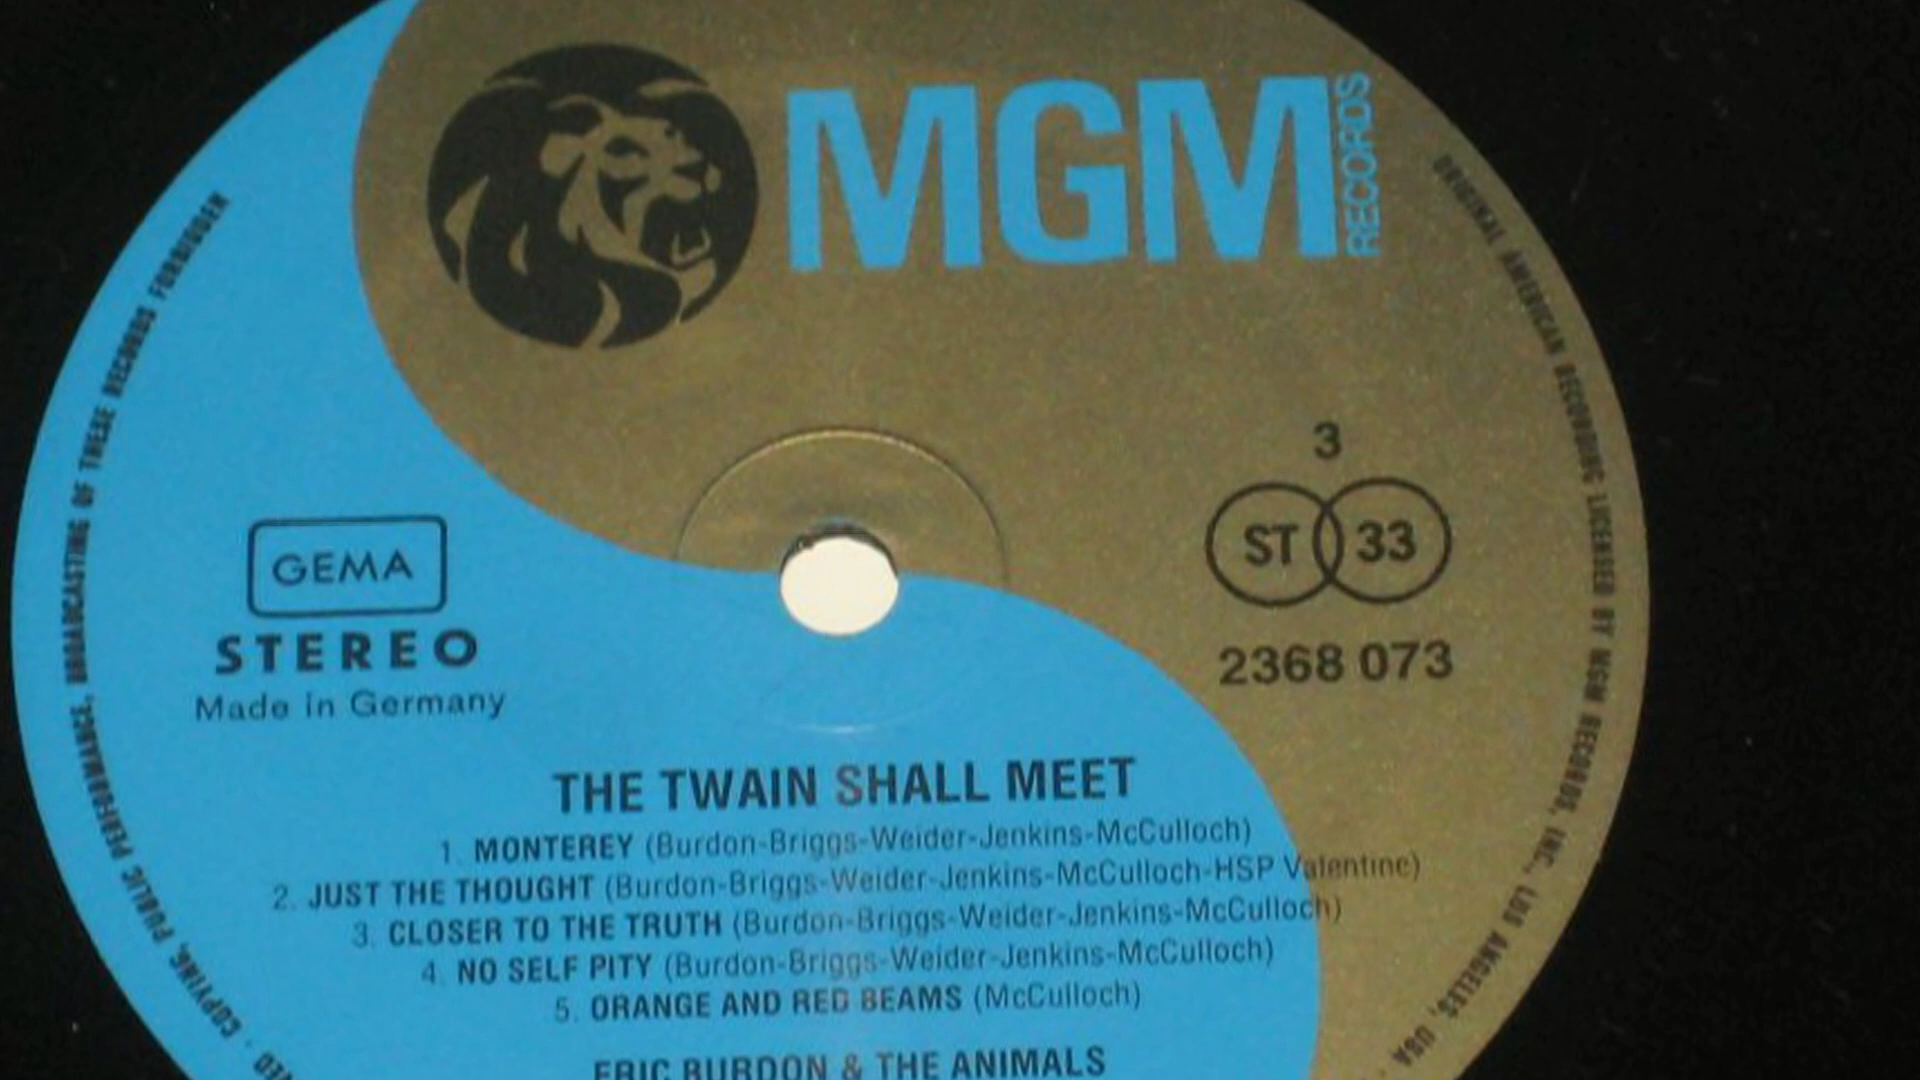 MGM RECORDS
3
ST 33
2368 073
GEMA
STEREO
Made in Germany
THE TWAIN SHALL MEET
1. MONTEREY (Burdon-Briggs-Weider-Jenkins-McCulloch)
2. JUST THE THOUGHT (Burdon-Briggs-Weider-Jenkins-McCulloch-HSP Valentine)
3. CLOSER TO THE TRUTH (Burdon-Briggs-Weider-Jenkins-McCulloch)
4. NO SELF PITY (Burdon-Briggs-Weider-Jenkins-McCulloch)
5. ORANGE AND RED BEAMS (McCulloch)
ERIC BURDON & THE ANIMALS
COPYING, PUBLIC PERFORMANCE, BROADCASTING OF THESE RECORDS FORBIDDEN
ORIGINAL AMERICAN RECORDING LICENSED BY MGM RECORDS, INC., LOS ANGELES, USA